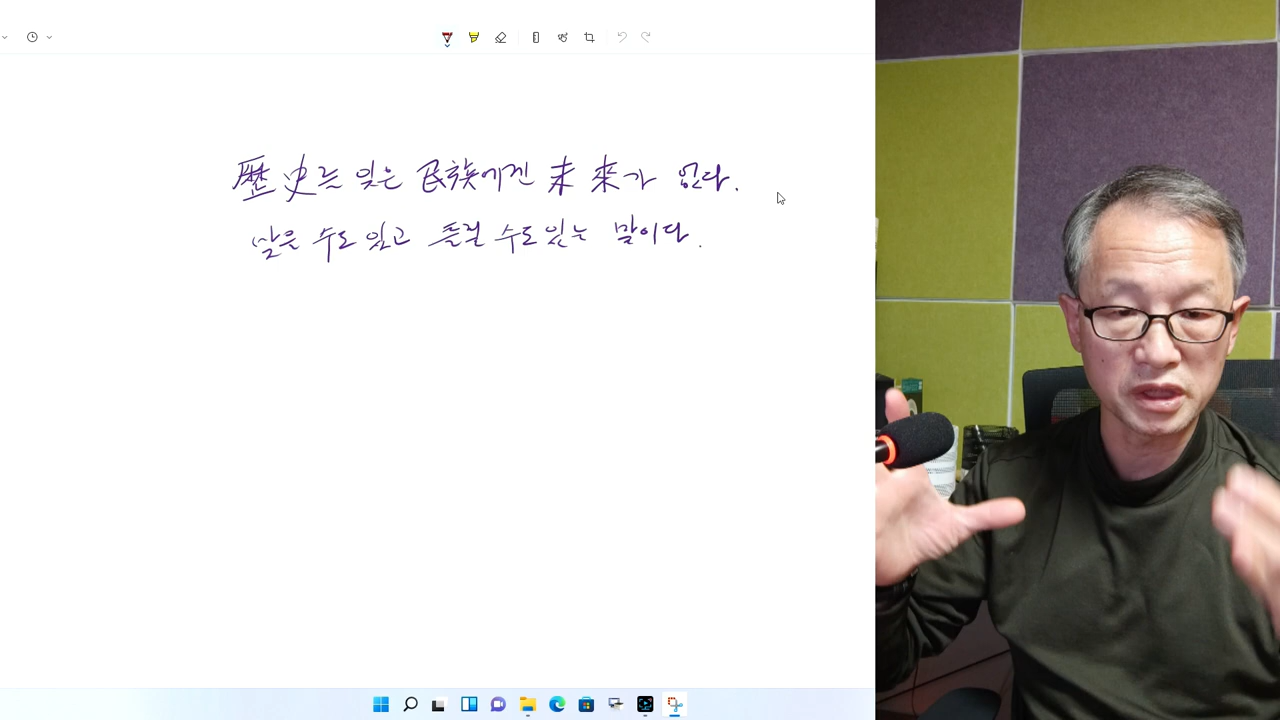 歷史를 잊은 民族에겐 未來가 없다.
맞을 수도 있고 틀릴 수도 있는 말이다.